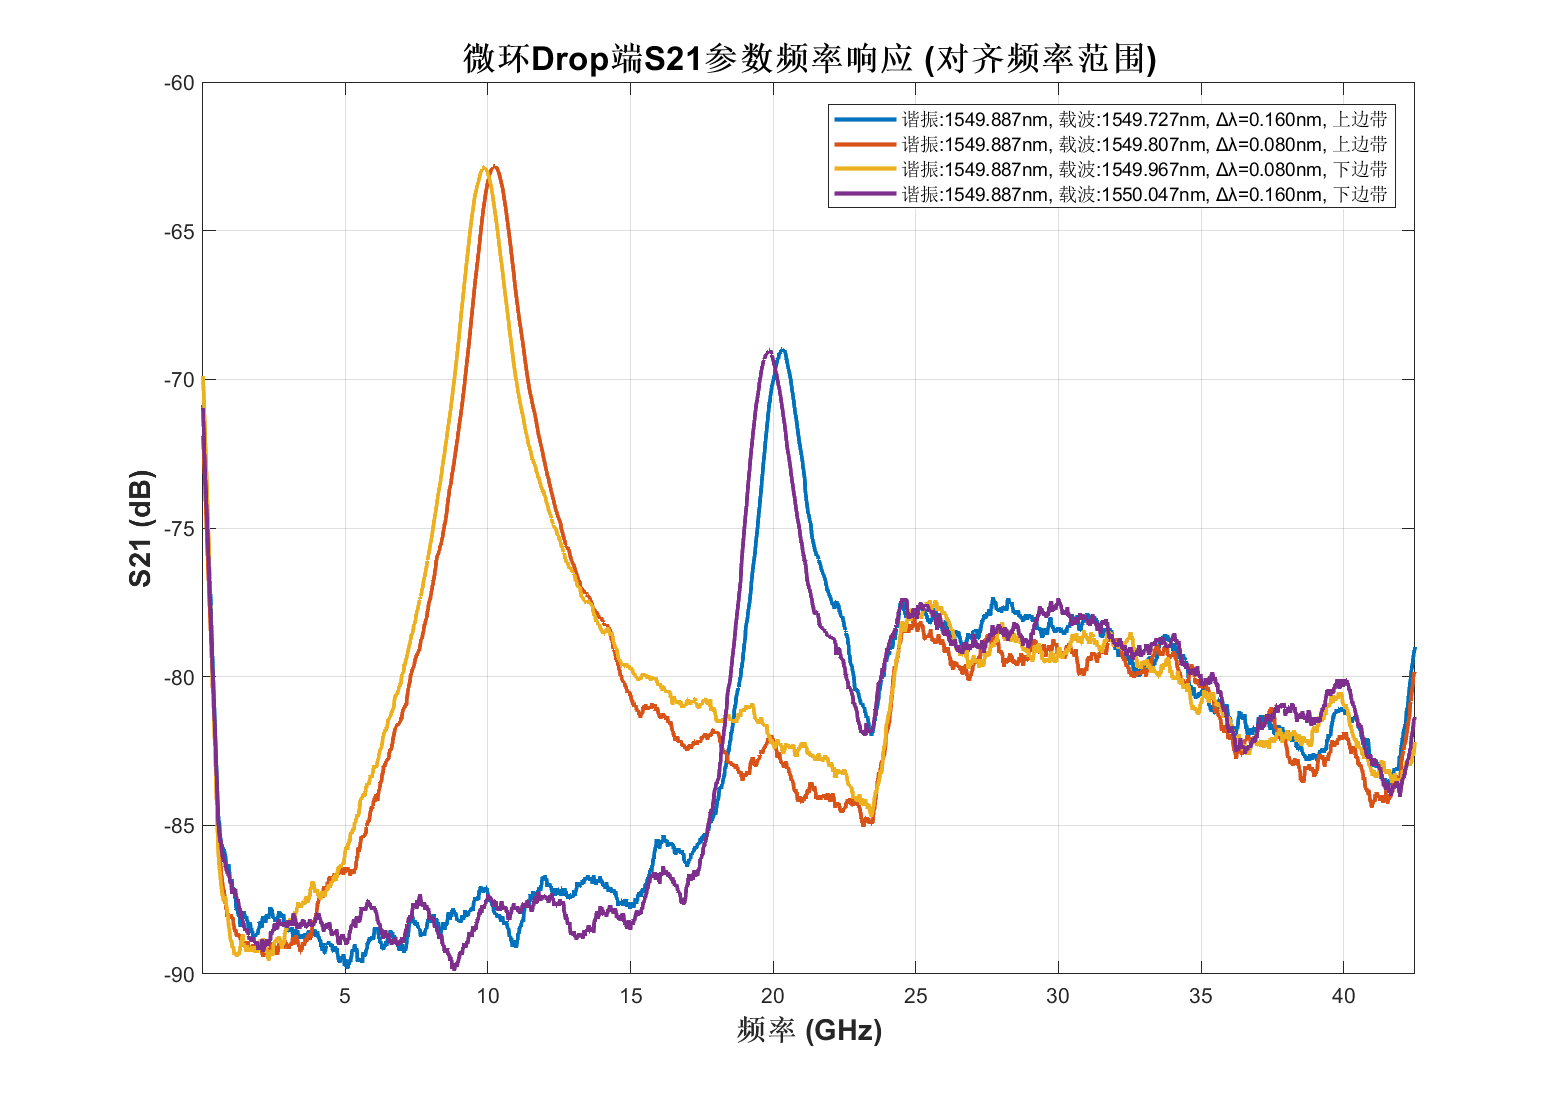 微环Drop端S21参数频率响应 (对齐频率范围)
谐振:1549.887nm, 载波:1549.727nm, Δλ=0.160nm, 上边带
谐振:1549.887nm, 载波:1549.807nm, Δλ=0.080nm, 上边带
谐振:1549.887nm, 载波:1549.967nm, Δλ=0.080nm, 下边带
谐振:1549.887nm, 载波:1550.047nm, Δλ=0.160nm, 下边带
S21 (dB)
-60
-65
-70
-75
-80
-85
-90
5 10 15 20 25 30 35 40
频率 (GHz)